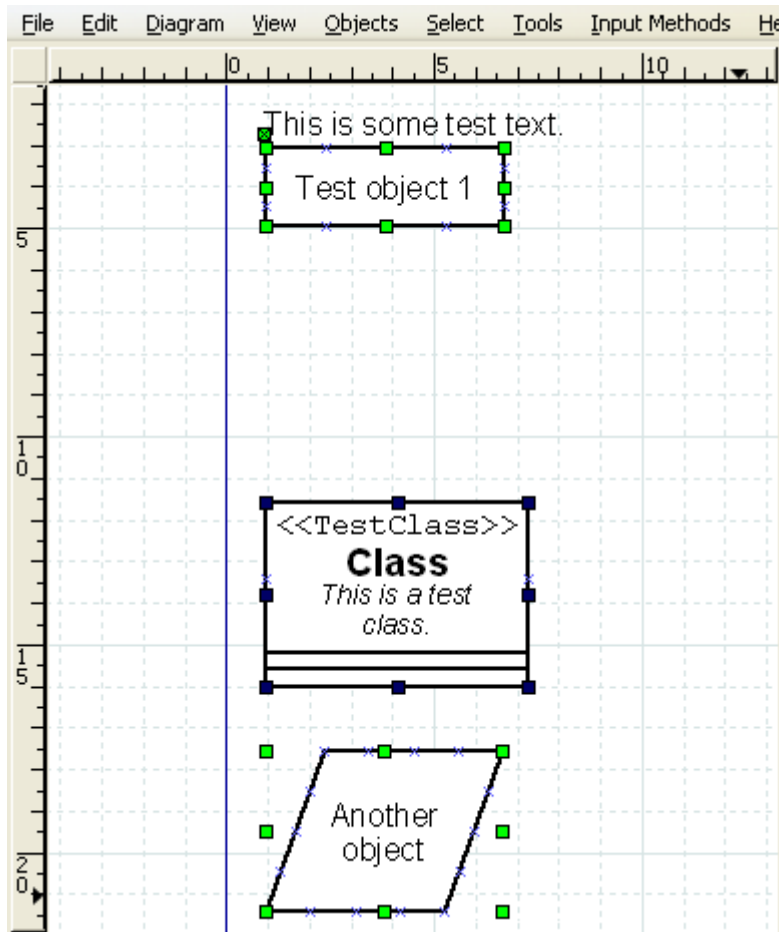 File Edit Diagram View Objects Select Tools Input Methods He
0 5 10
This is some test text.
Test object 1
5
10
<<TestClass>>
Class
This is a test
class.
15
Another
object
20